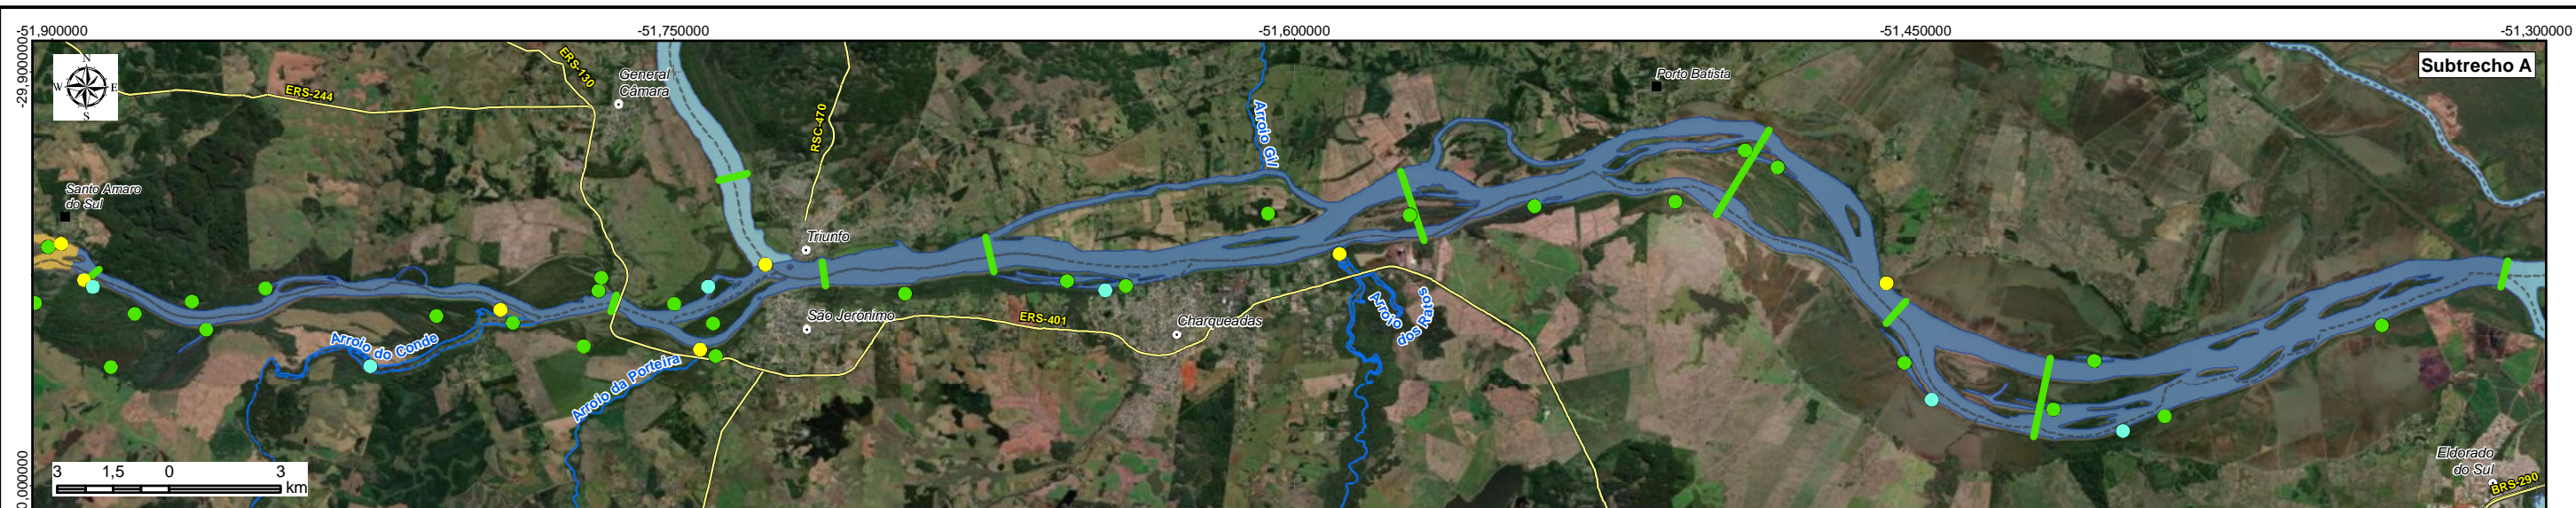 -51,900000
-51,750000
-51,600000
-51,450000
-51,300000
-29,900000
Subtrecho A
N
W E
S
ERS-244
ERS-130
General
Câmara
RSC-470
Arroio Gil
Porto Batista
Santo Amaro
do Sul
Triunfo
São Jerônimo
ERS-401
Charqueadas
Arroio
dos Ratos
Arroio do Conde
Arroio da Porteira
Eldorado
do Sul
BRS-290
3 1,5 0 3
km
0,000000